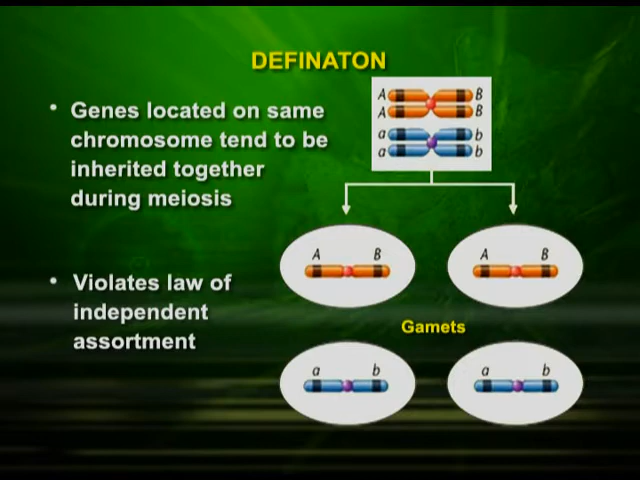 DEFINATON
• Genes located on same
chromosome tend to be
inherited together
during meiosis
• Violates law of
independent
assortment
A B
A B
a b
a b
A B
A B
Gamets
a b
a b